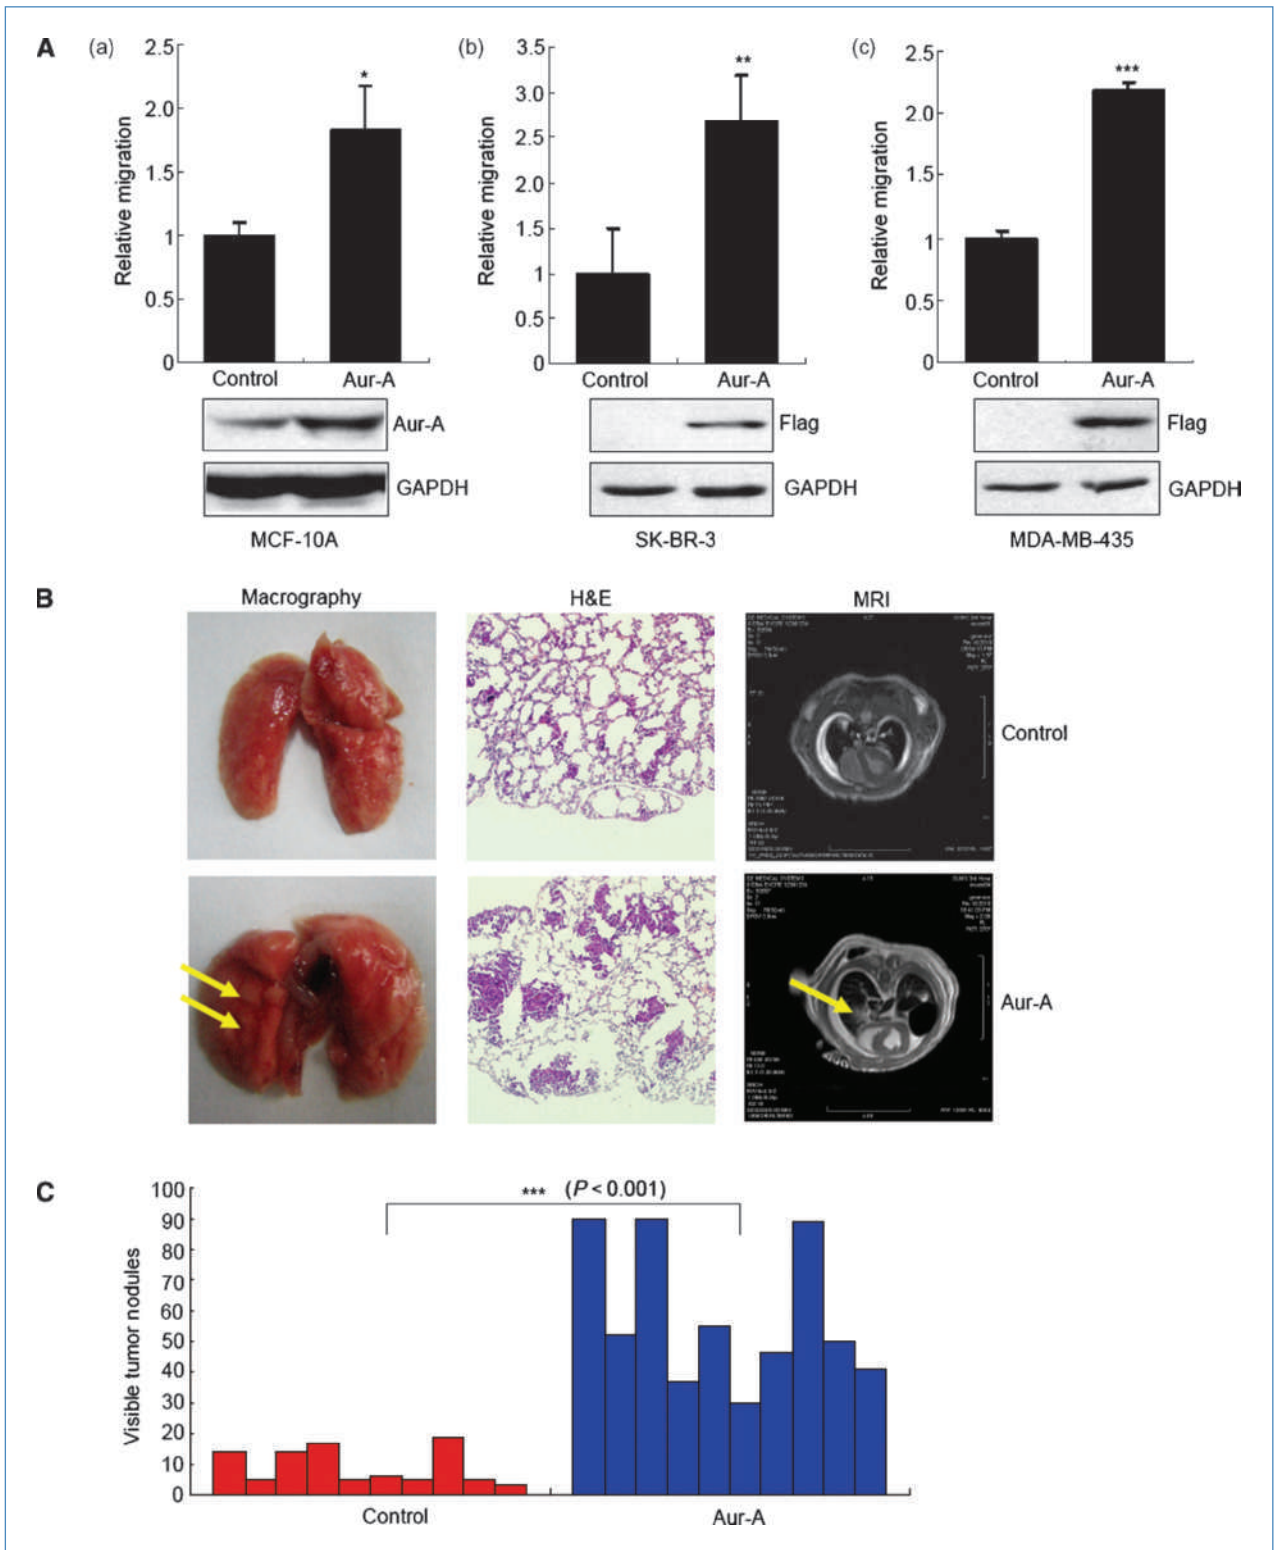 A (a) (b) (c)
2.5
2.0
1.5
1
0.5
0
Relative migration
*
Control Aur-A
Aur-A
GAPDH
MCF-10A
3.5
3.0
2.5
2.0
1.5
1
0.5
0
Relative migration
**
Control Aur-A
Flag
GAPDH
SK-BR-3
2.5
2.0
1.5
1
0.5
0
Relative migration
***
Control Aur-A
Flag
GAPDH
MDA-MB-435
B
Macrography H&E MRI
Control
Aur-A
C
100
90
80
70
60
50
40
30
20
10
0
Visible tumor nodules
*** (P < 0.001)
Control Aur-A